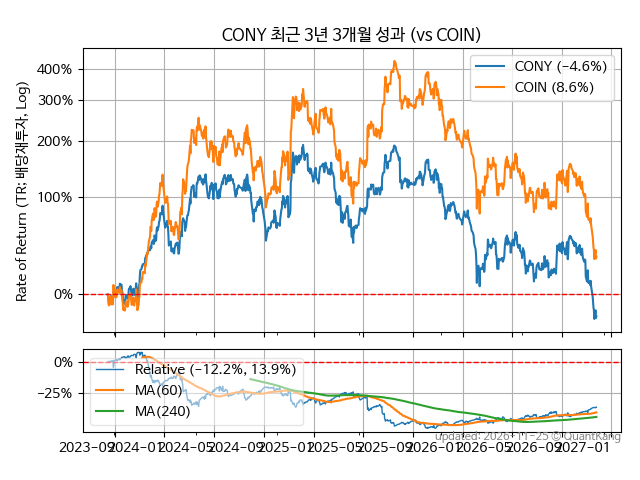 CONY 최근 3년 3개월 성과 (vs COIN)
Rate of Return (TR: 배당재투자, Log)
400%
300%
200%
100%
0%
CONY (−4.6%)
COIN (8.6%)
0%
−25%
Relative (−12.2%, 13.9%)
MA(60)
MA(240)
2023−09 2024−01 2024−05 2024−09 2025−01 2025−05 2025−09 2026−01 2026−05 2026−09 2027−01
updated: 2026−11−25 © QuantKang